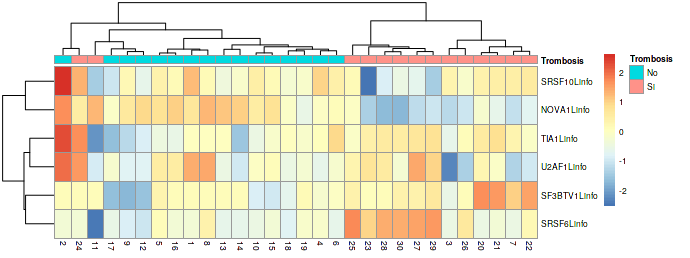 Trombosis
SRSF10Linfo
NOVA1Linfo
TIA1Linfo
U2AF1Linfo
SF3BTV1Linfo
SRSF6Linfo
2 24 11 17 9 12 5 16 1 8 13 14 10 15 18 19 4 6 25 23 28 30 27 29 3 26 20 21 7 22
2
1
0
-1
-2
Trombosis
No
Si